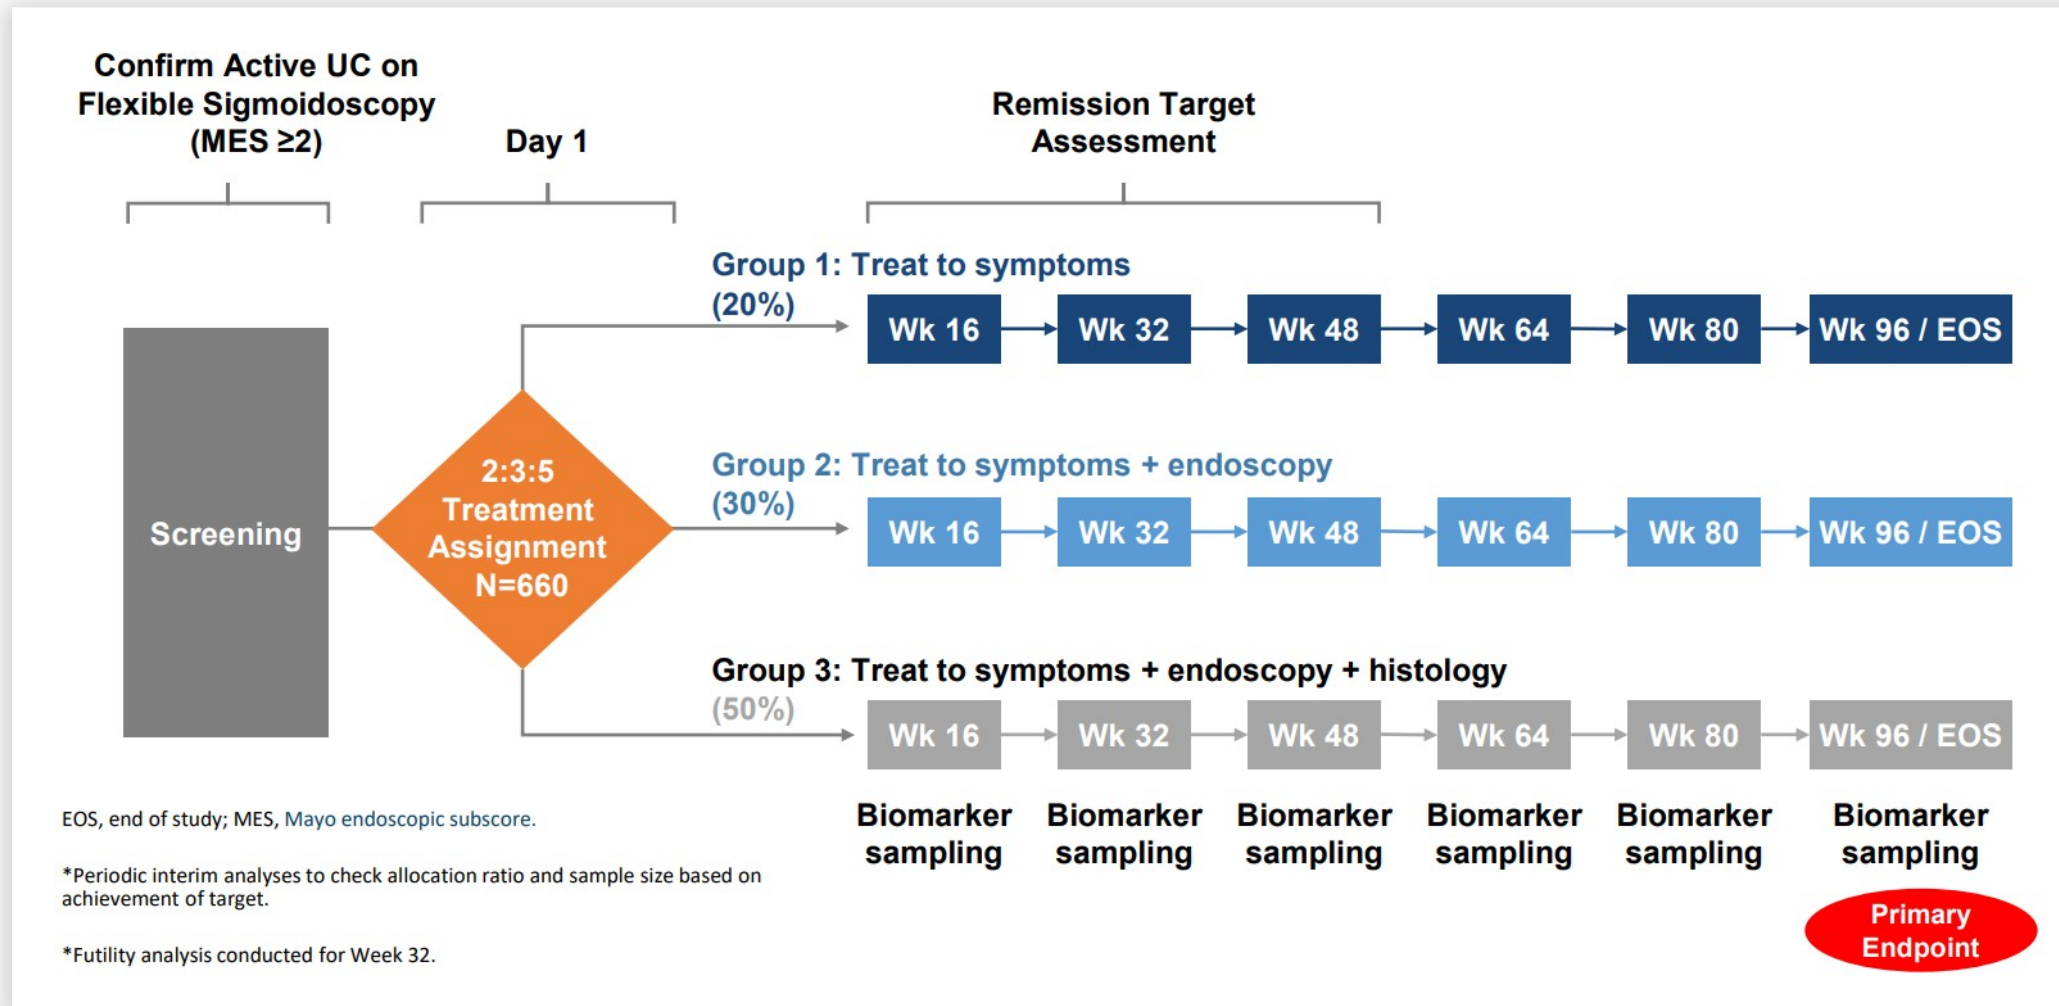 Confirm Active UC on
Flexible Sigmoidoscopy
(MES ≥2)
Day 1
Remission Target
Assessment
Screening
2:3:5
Treatment
Assignment
N=660
Group 1: Treat to symptoms
(20%)
Wk 16
Wk 32
Wk 48
Wk 64
Wk 80
Wk 96 / EOS
Group 2: Treat to symptoms + endoscopy
(30%)
Wk 16
Wk 32
Wk 48
Wk 64
Wk 80
Wk 96 / EOS
Group 3: Treat to symptoms + endoscopy + histology
(50%)
Wk 16
Wk 32
Wk 48
Wk 64
Wk 80
Wk 96 / EOS
Biomarker
sampling
Biomarker
sampling
Biomarker
sampling
Biomarker
sampling
Biomarker
sampling
Biomarker
sampling
Primary
Endpoint
EOS, end of study; MES, Mayo endoscopic subscore.
*Periodic interim analyses to check allocation ratio and sample size based on
achievement of target.
*Futility analysis conducted for Week 32.